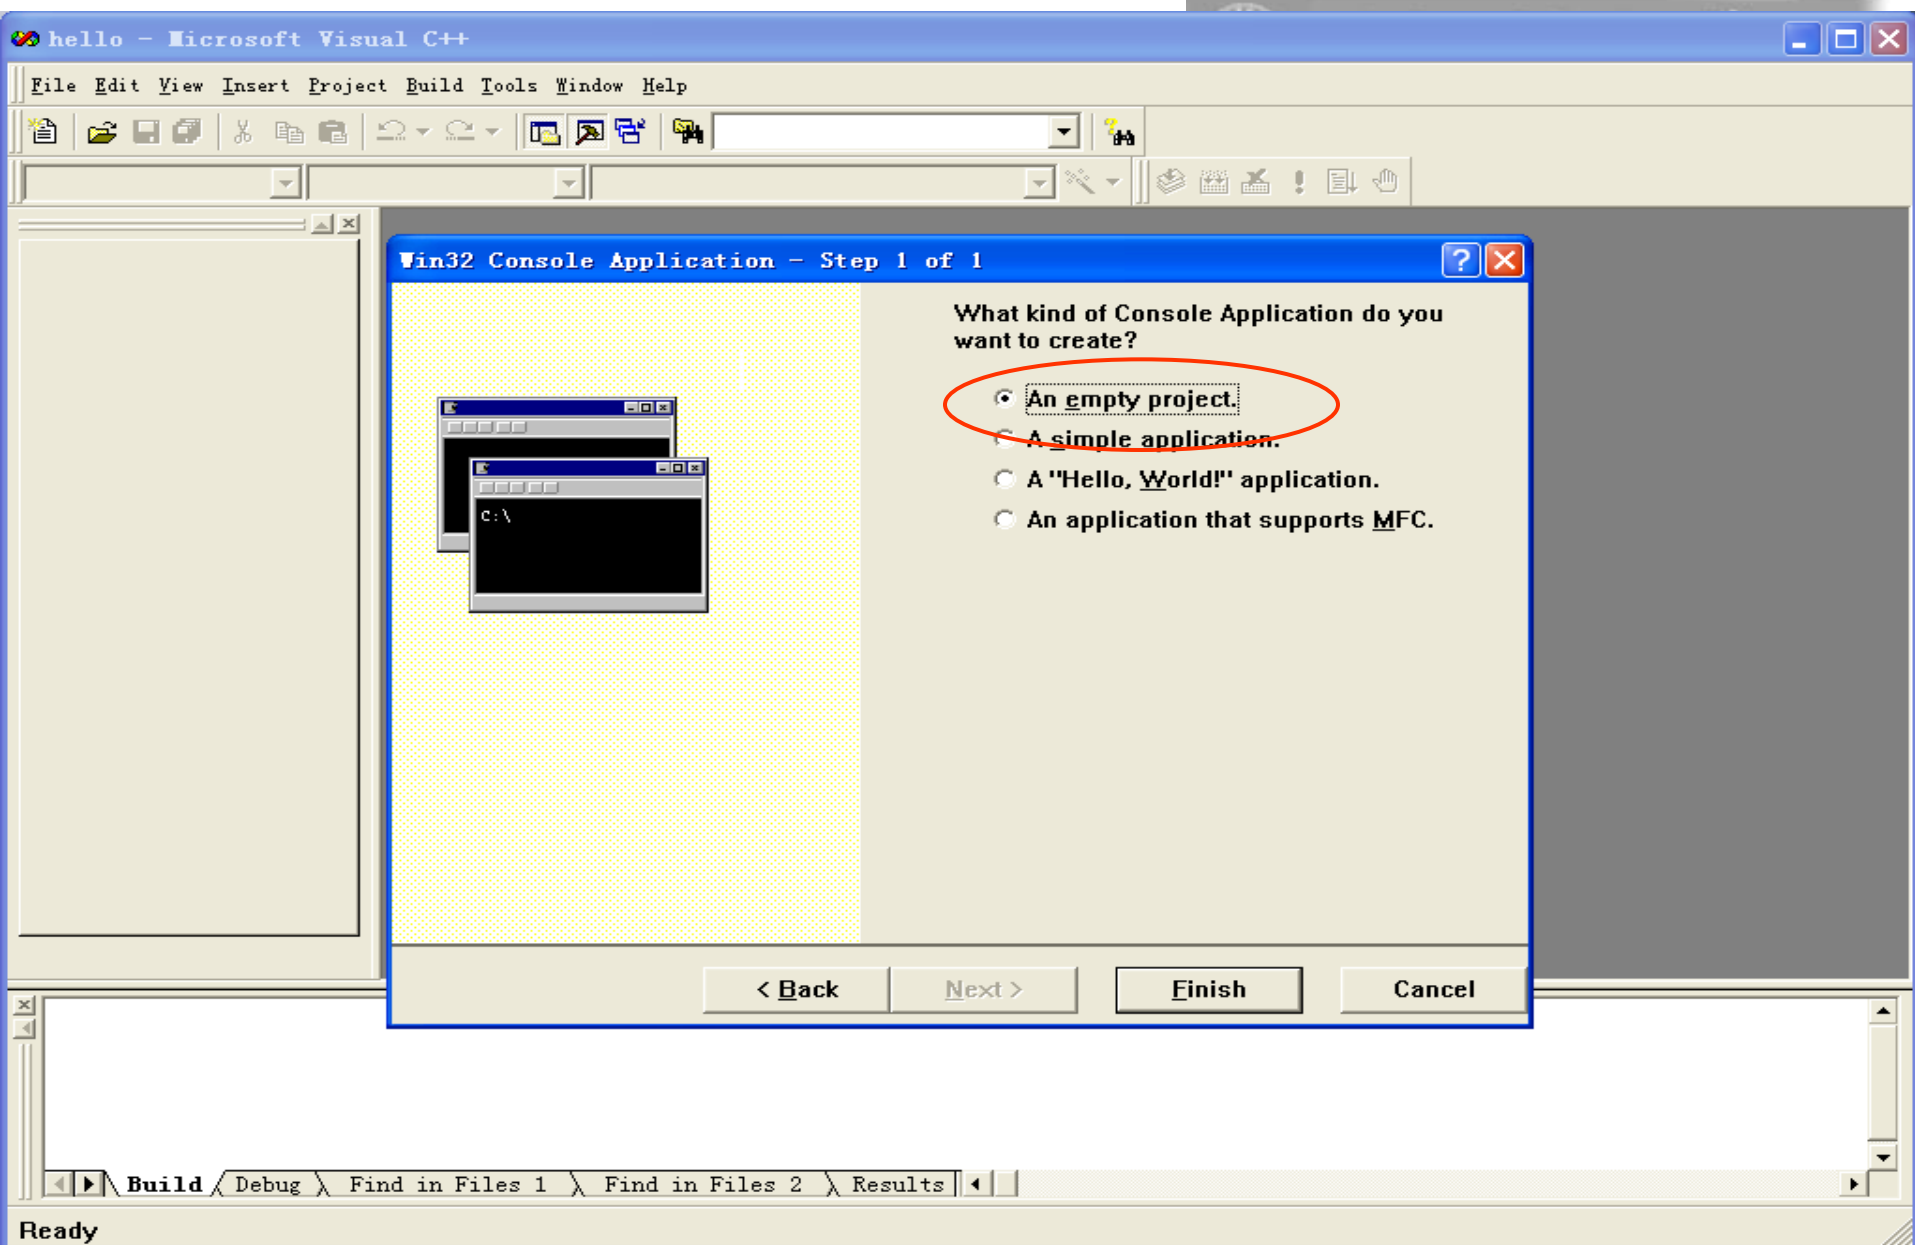 hello - Microsoft Visual C++
File Edit View Insert Project Build Tools Window Help
Win32 Console Application - Step 1 of 1
What kind of Console Application do you
want to create?
An empty project.
A simple application.
A "Hello, World!" application.
An application that supports MFC.
C:\
< Back Next > Finish Cancel
Build Debug Find in Files 1 Find in Files 2 Results
Ready